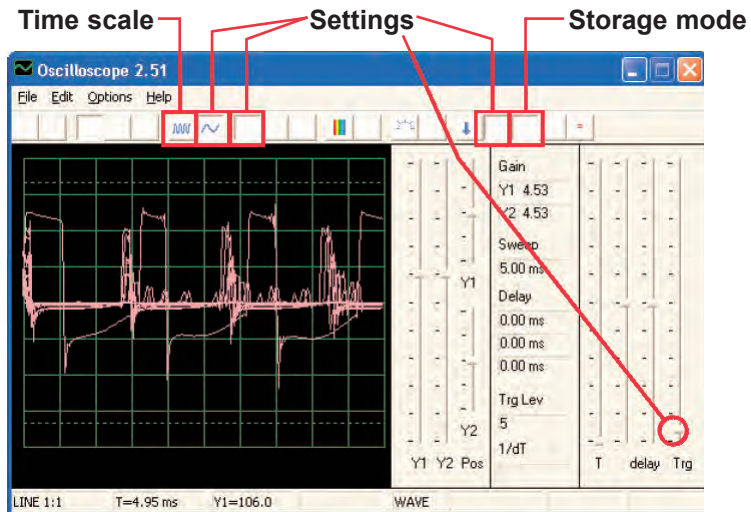 Time scale Settings Storage mode
Oscilloscope 2.51
File Edit Options Help
Gain
Y1 4.53
Y2 4.53
Sweep
5.00 ms
Y1
Delay
0.00 ms
0.00 ms
0.00 ms
Trg Lev
5
Y2
1/dT
Y1 Y2 Pos T delay Trg
LINE 1:1 T=4.95 ms Y1=106.0 WAVE